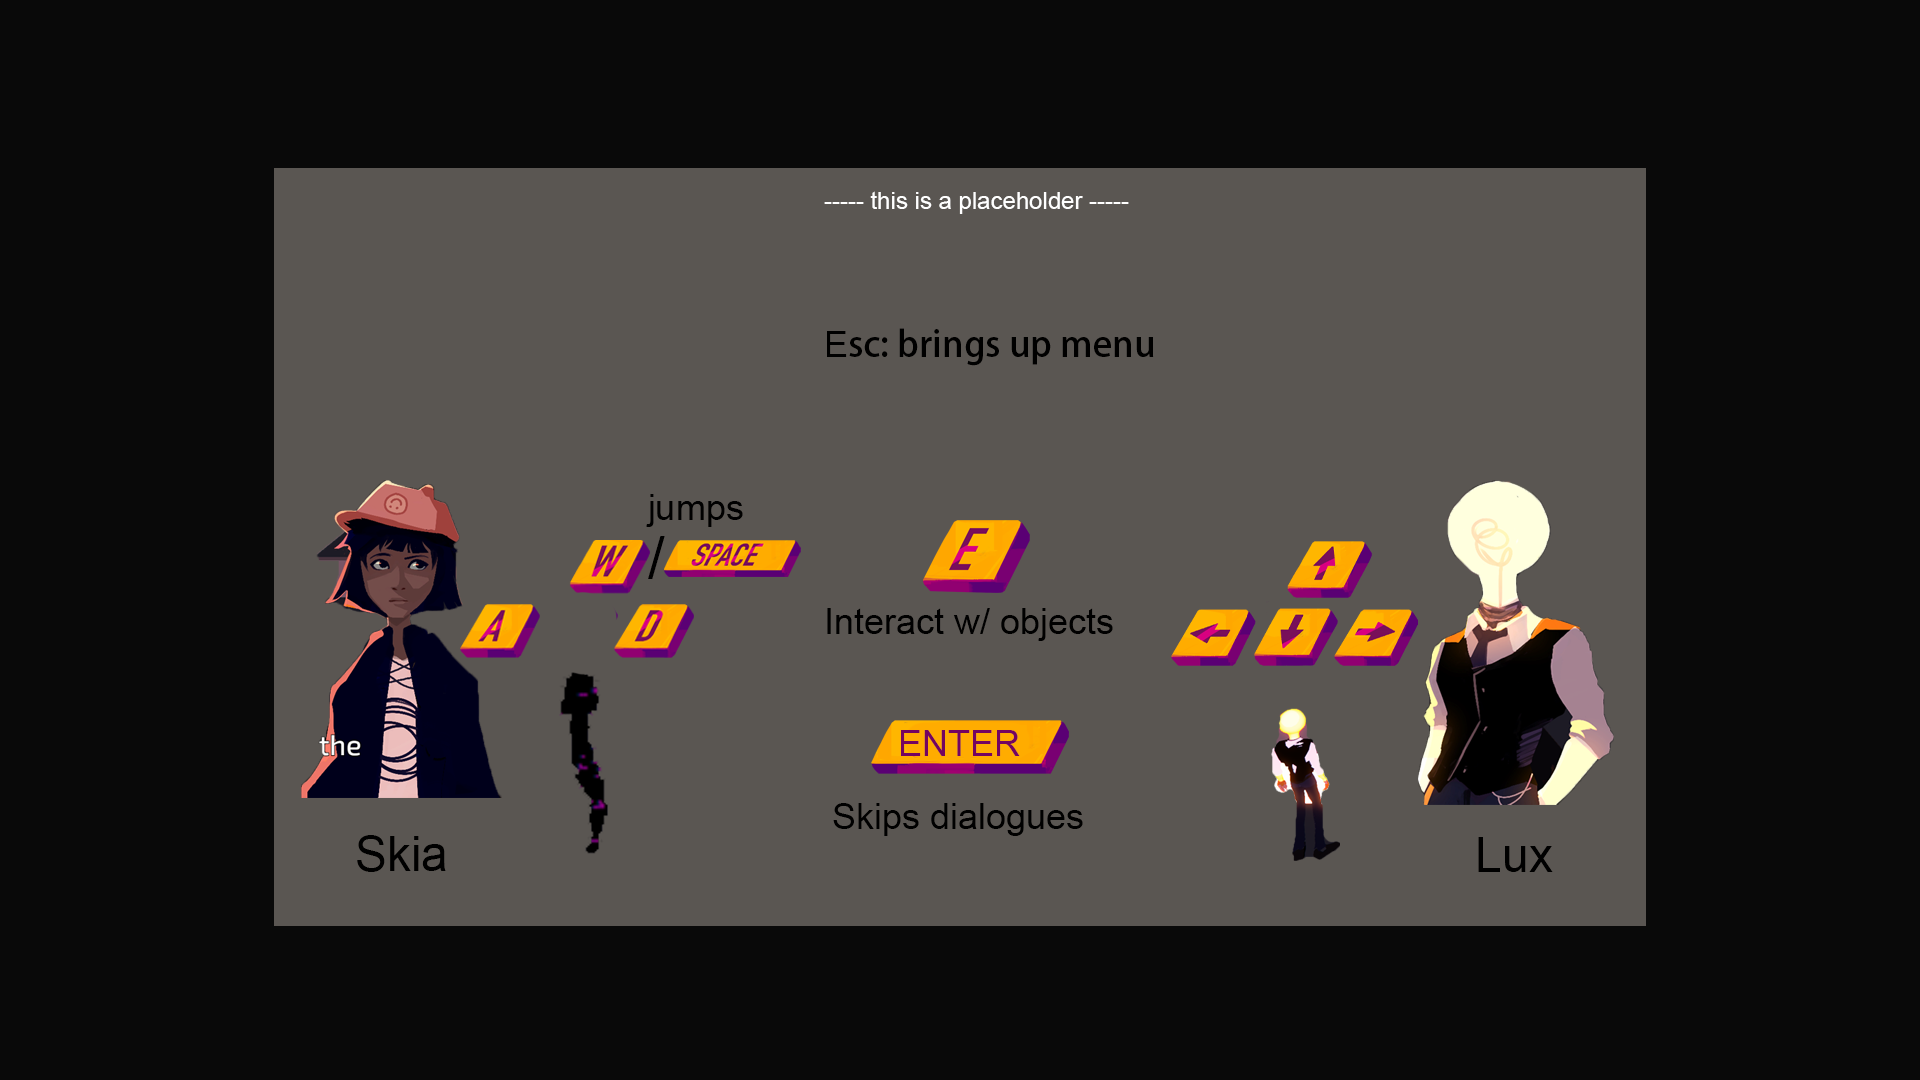 ----- this is a placeholder -----
Esc: brings up menu
jumps
W / SPACE
A D
E
Interact w/ objects
the
ENTER
Skips dialogues
Skia
Lux